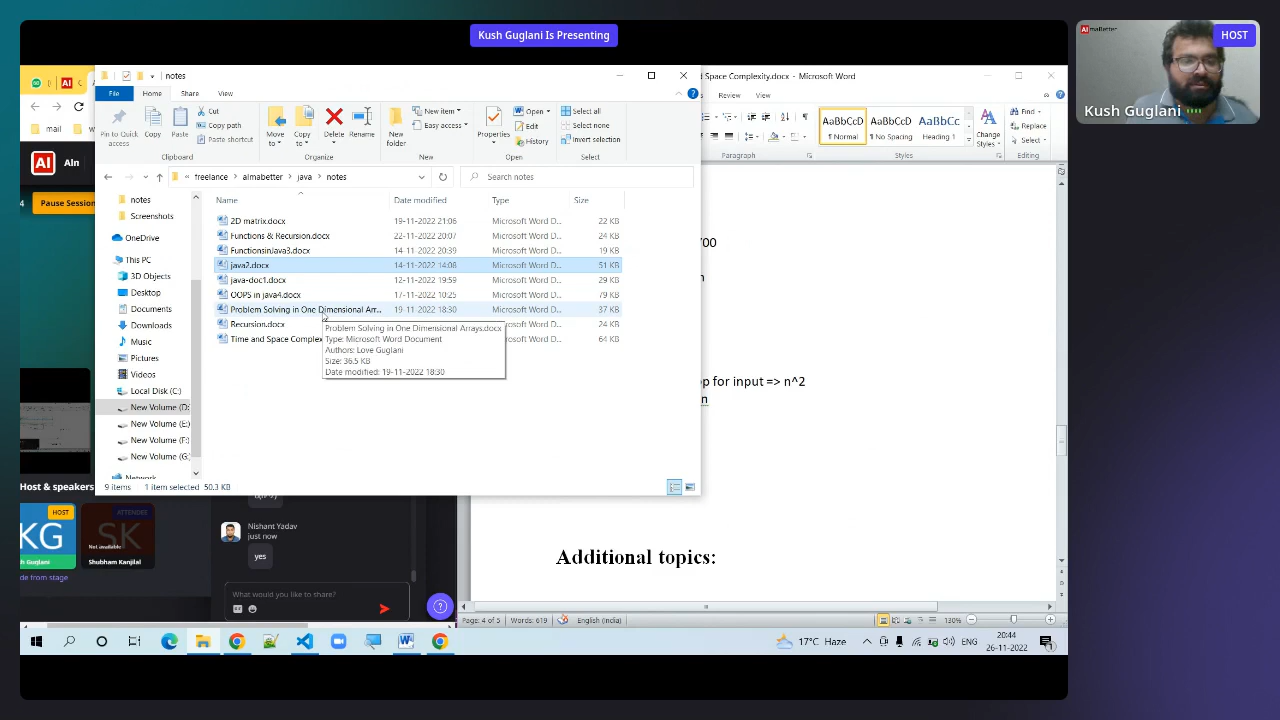 Kush Guglani Is Presenting
HOST
Kush Guglani
notes
Space Complexity.docx - Microsoft Word
File
Home
Share
View
Review
View
Pin to Quick access
Copy
Paste
Cut
Copy path
Paste shortcut
Clipboard
Move to
Copy to
Delete
Rename
Organize
New folder
New item
Easy access
New
Properties
Open
Edit
History
Open
Select all
Select none
Invert selection
Select
Paragraph
AaBbCcD
¶ Normal
AaBbCcD
¶ No Spacing
AaBbCc
Heading 1
Change Styles
Styles
Find
Replace
Select
Editing
mail
freelance
almabetter
java
notes
Search notes
Name
Date modified
Type
Size
2D matrix.docx 19-11-2022 21:06 Microsoft Word D... 22 KB
Functions & Recursion.docx 22-11-2022 20:07 Microsoft Word D... 24 KB
FunctionsinJava3.docx 14-11-2022 20:39 Microsoft Word D... 19 KB
java2.docx 14-11-2022 14:08 Microsoft Word D... 51 KB
java-doc1.docx 12-11-2022 19:59 Microsoft Word D... 29 KB
OOPS in java4.docx 17-11-2022 10:25 Microsoft Word D... 79 KB
Problem Solving in One Dimensional Arr... 19-11-2022 18:30 Microsoft Word D... 37 KB
Recursion.docx 24 KB
Time and Space Complex 64 KB
Problem Solving in One Dimensional Arrays.docx
Type: Microsoft Word Document
Authors: Love Guglani
Size: 36.5 KB
Date modified: 19-11-2022 18:30
notes
Screenshots
OneDrive
This PC
3D Objects
Desktop
Documents
Downloads
Music
Pictures
Videos
Local Disk (C:)
New Volume (D:
New Volume (E:)
New Volume (F:)
New Volume (G:
Network
9 items
1 item selected 50.3 KB
AI
Aln
Pause Session
op for input => n^2
n
Additional topics:
Host & speakers
HOST
KG
ATTENDEE
SK
Not available
Shubham Kanjilal
de from stage
Nishant Yadav
just now
yes
What would you like to share?
Page: 4 of 5
Words: 619
English (India)
130%
17°C Haze
ENG
20:44
26-11-2022